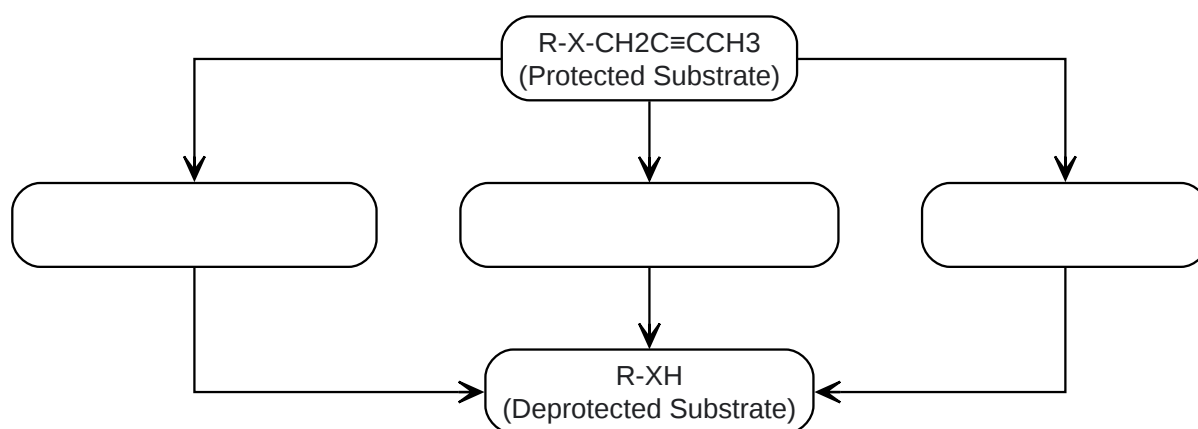 R-X-CH2C≡CCH3
(Protected Substrate)
R-XH
(Deprotected Substrate)